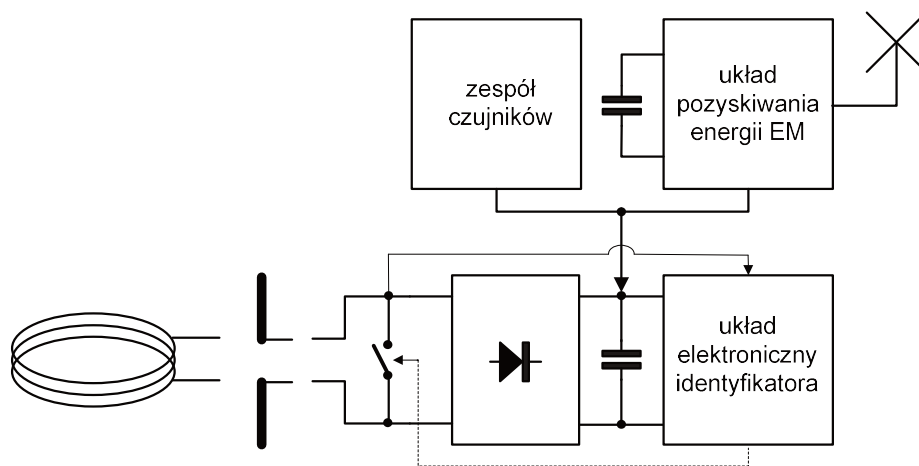 zespół
czujników
układ
pozyskiwania
energii EM
układ
elektroniczny
identyfikatora